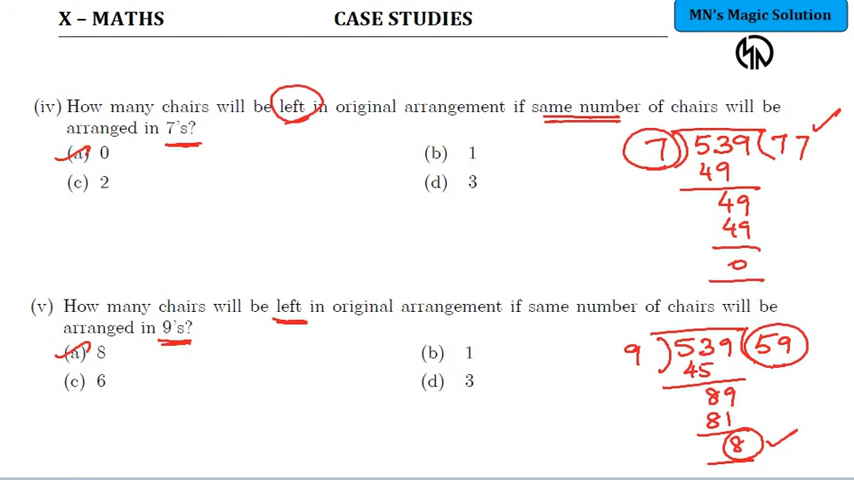 X – MATHS
CASE STUDIES
MN's Magic Solution
MN
(iv) How many chairs will be left in original arrangement if same number of chairs will be
arranged in 7's?
(a) 0
(b) 1
(c) 2
(d) 3
7 ) 539 ( 77
49
49
49
0
(v) How many chairs will be left in original arrangement if same number of chairs will be
arranged in 9's?
(a) 8
(b) 1
(c) 6
(d) 3
9 ) 539 ( 59
45
89
81
8